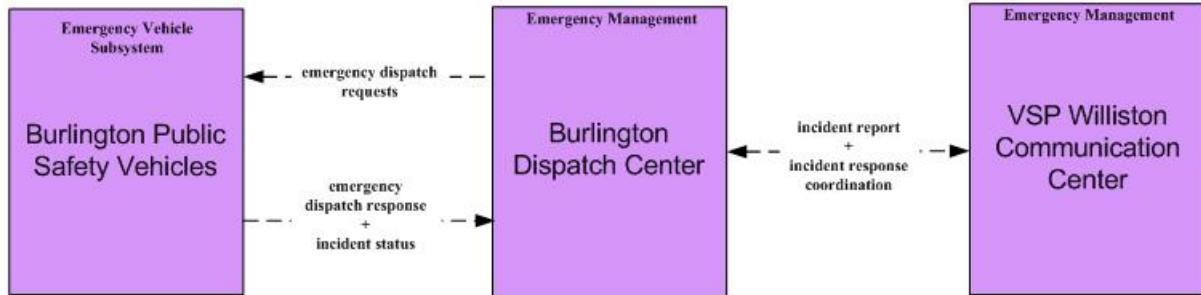 Emergency Vehicle
Subsystem
Burlington Public
Safety Vehicles
emergency dispatch
requests
emergency
dispatch response
+
incident status
Emergency Management
Burlington
Dispatch Center
incident report
+
incident response
coordination
Emergency Management
VSP Williston
Communication
Center